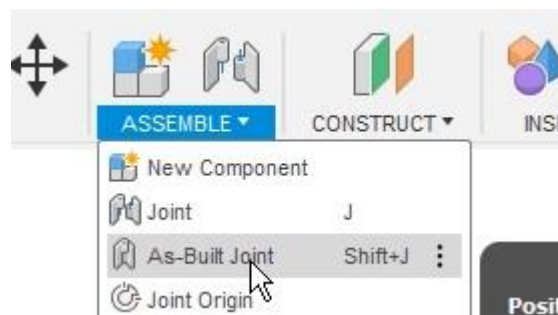 ASSEMBLE CONSTRUCT INS
New Component
Joint J
As-Built Joint Shift+J
Joint Origin
Posit